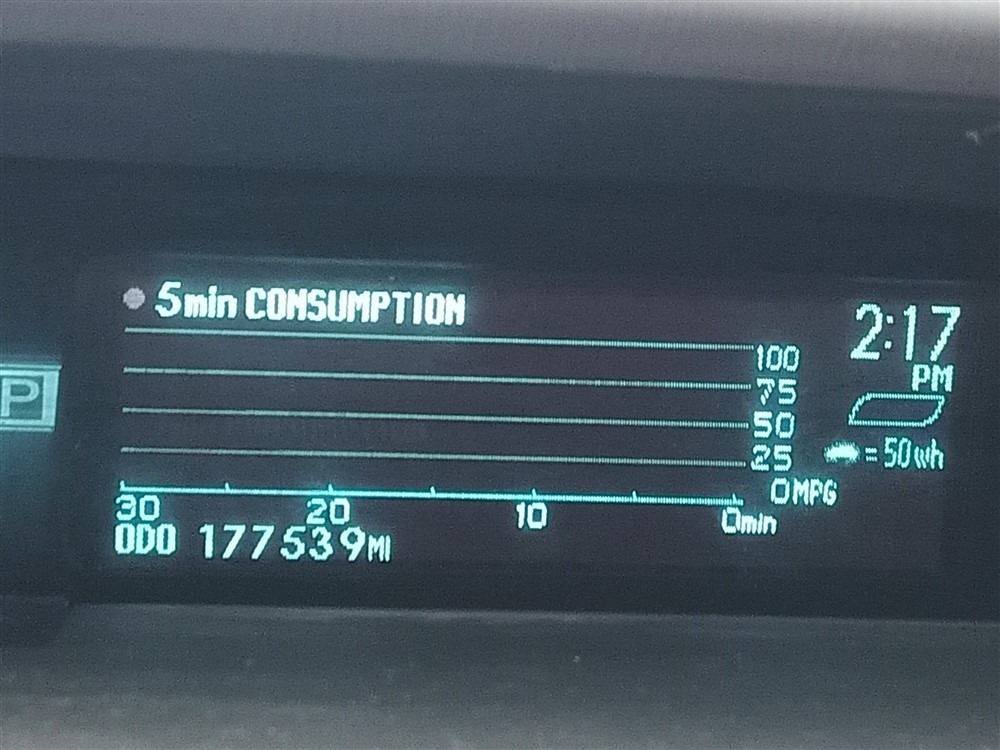 5min CONSUMPTION
2:17
PM
100
75
50
25
0MPG
= 50wh
30 20 10 0min
ODO 177539MI
P